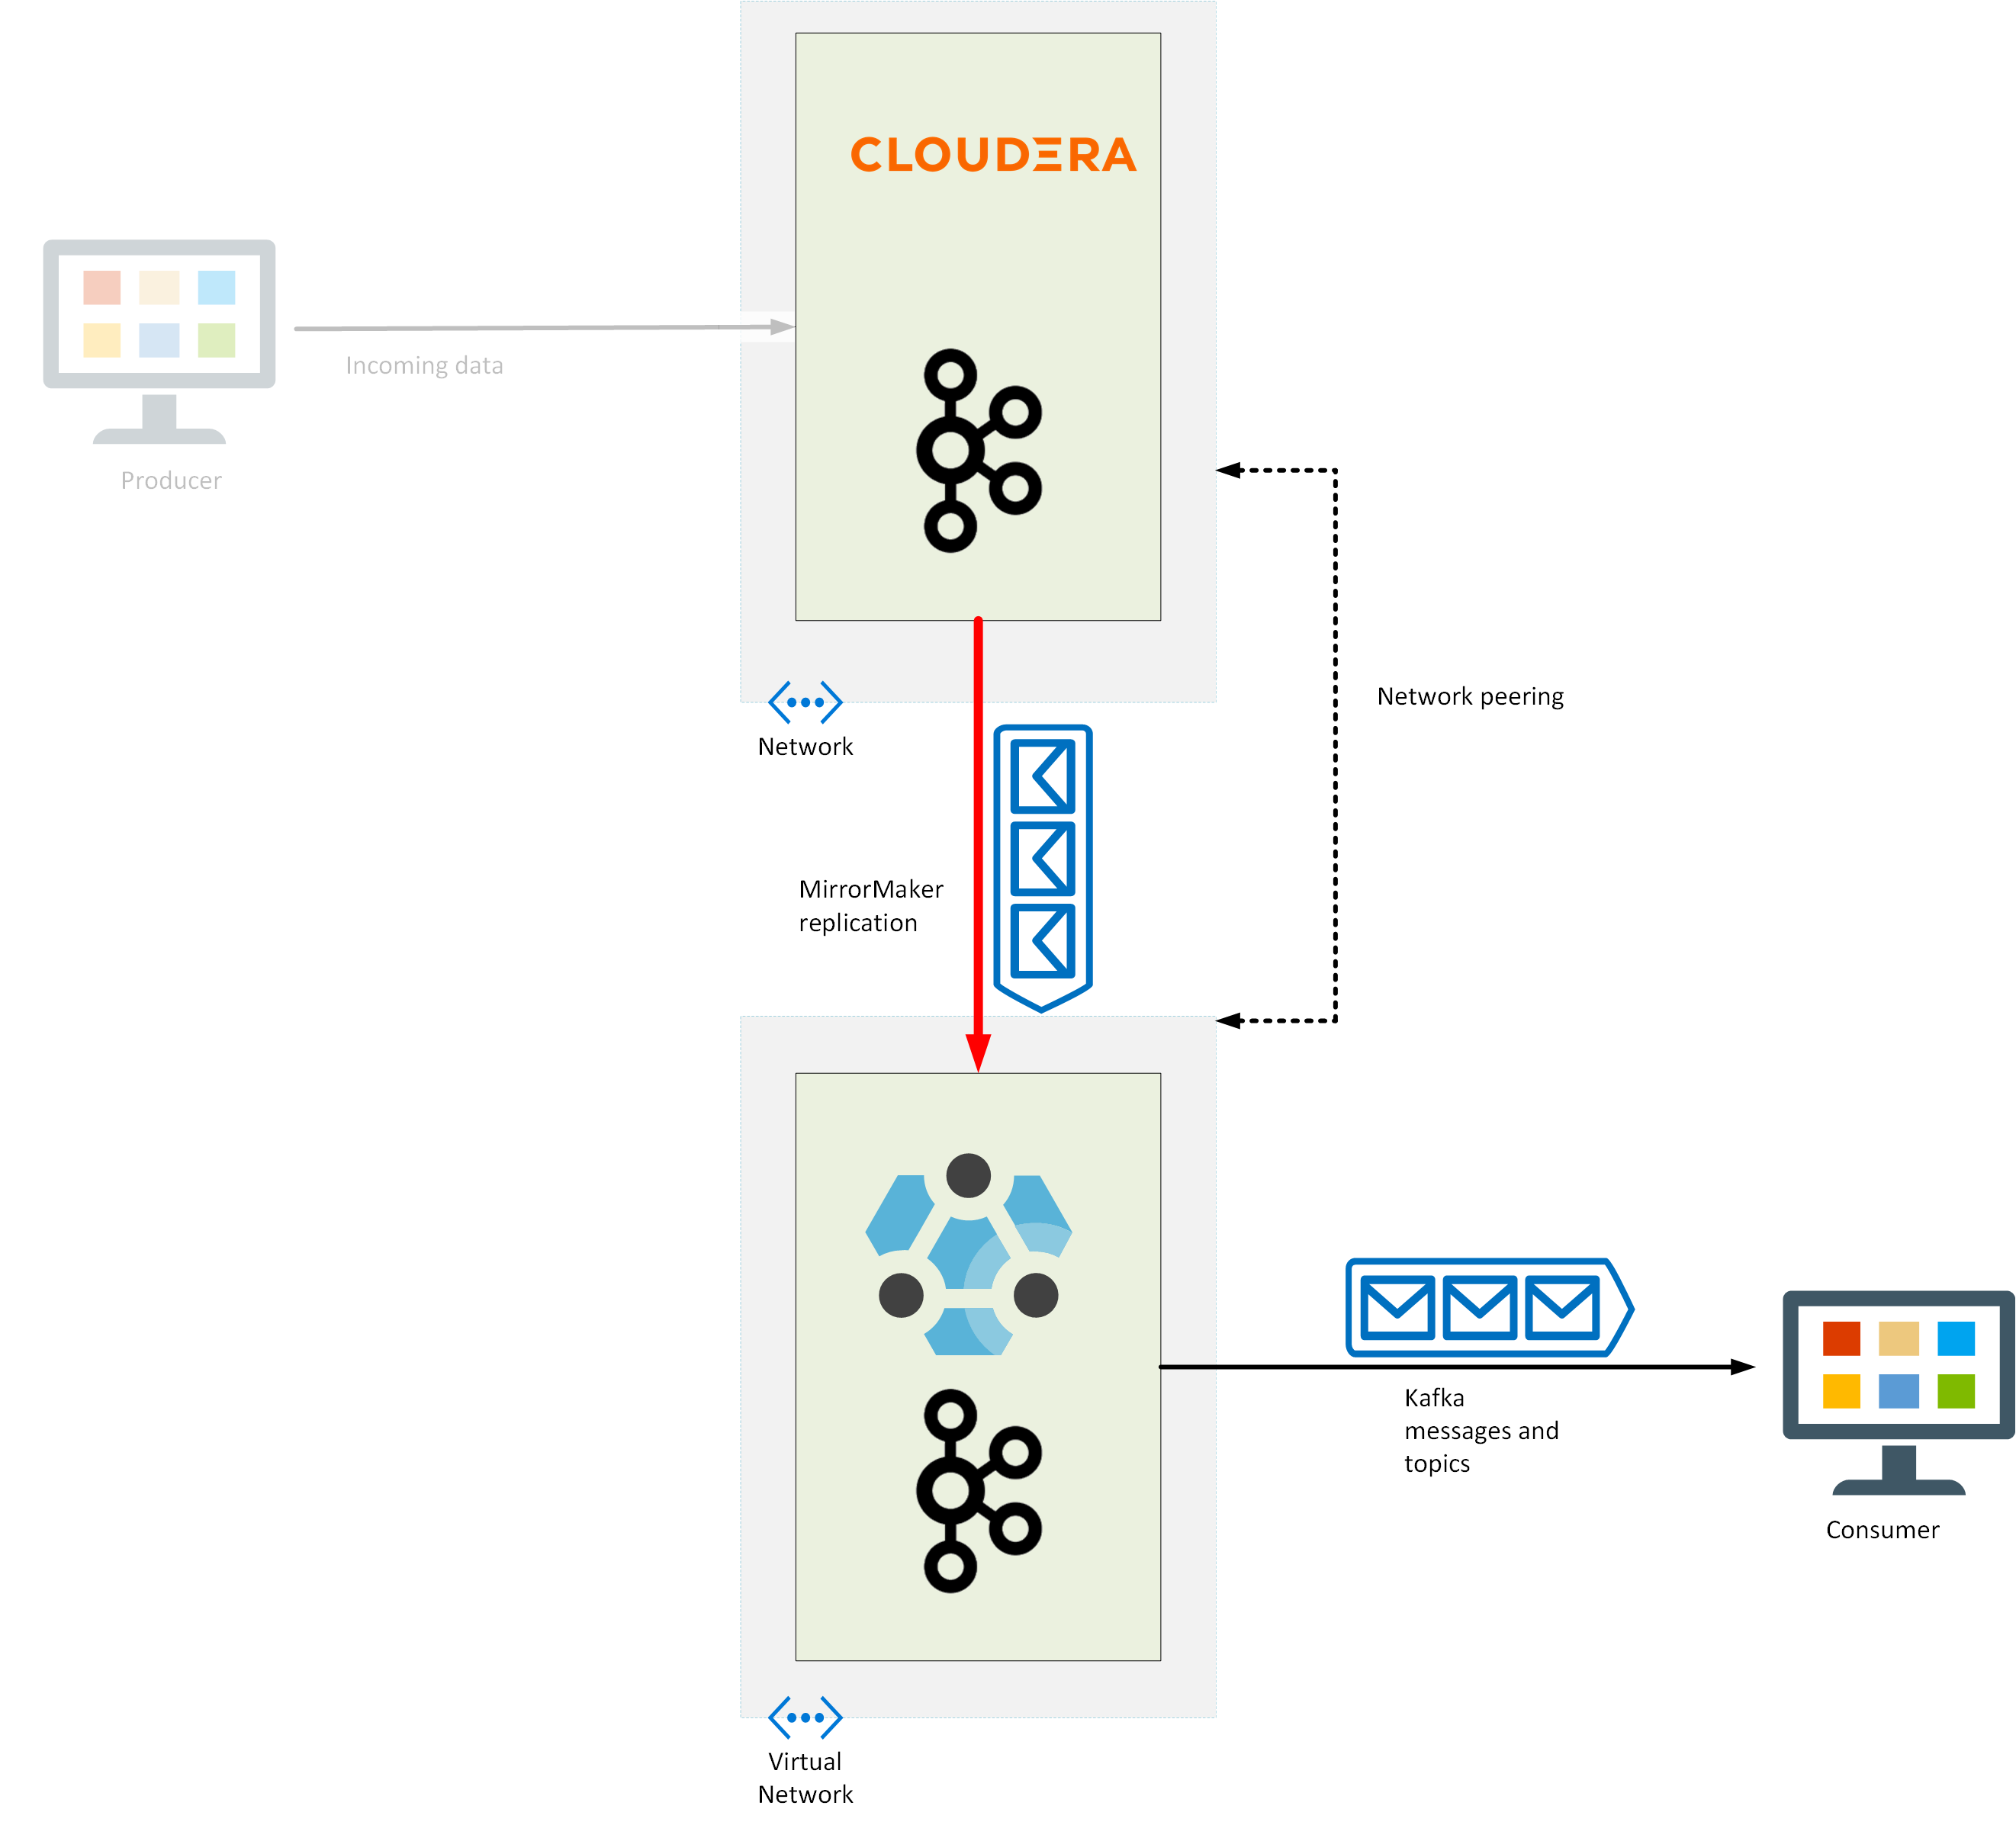 CLOUDERA
Incoming data
Producer
Network peering
Network
MirrorMaker
replication
Kafka
messages and
topics
Consumer
Virtual
Network